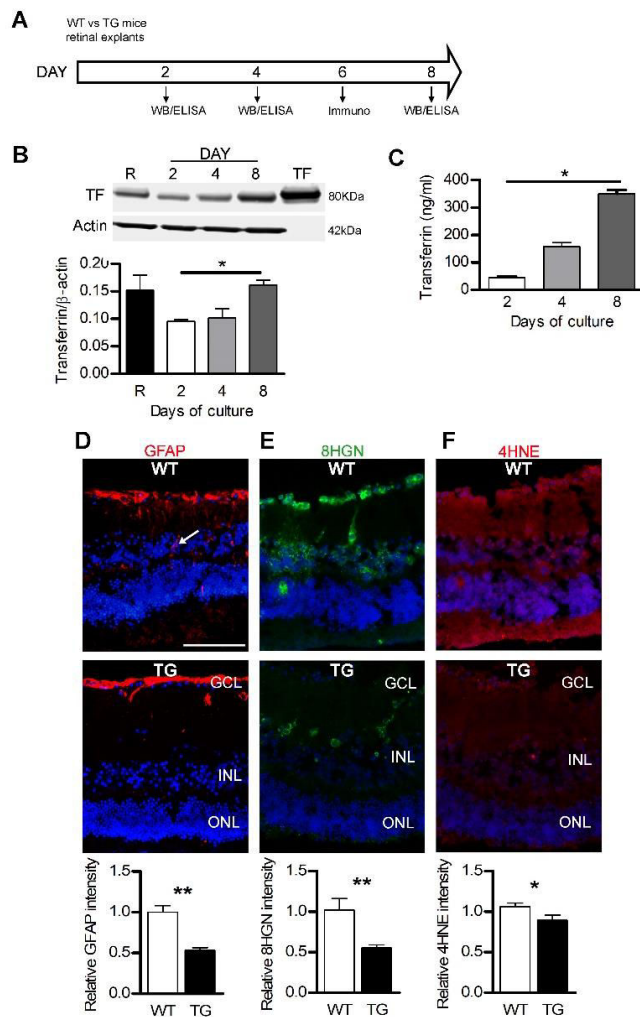 A
WT vs TG mice
retinal explants
DAY 2 4 6 8
WB/ELISA WB/ELISA Immuno WB/ELISA
B
DAY
R 2 4 8 TF
TF 80KDa
Actin 42kDa
Transferrin/β-actin
0.20
0.15
0.10
0.05
0.00
*
R 2 4 8
Days of culture
C
Transferrin (ng/ml)
400
300
200
100
0
*
2 4 8
Days of culture
D E F
GFAP 8HGN 4HNE
WT WT WT
TG TG TG
GCL GCL GCL
INL INL INL
ONL ONL ONL
Relative GFAP intensity
1.5
1.0
0.5
0.0
**
WT TG
Relative 8HGN intensity
1.5
1.0
0.5
0.0
**
WT TG
Relative 4HNE intensity
1.5
1.0
0.5
0.0
*
WT TG